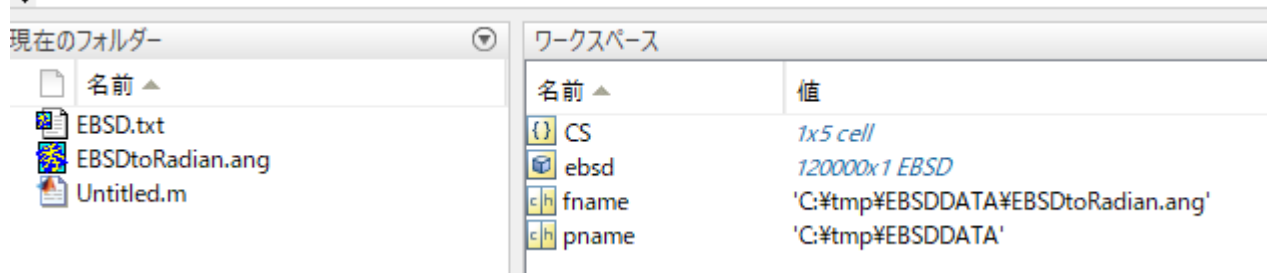 現在のフォルダー
名前
EBSD.txt
EBSDtoRadian.ang
Untitled.m
ワークスペース
名前 値
CS 1x5 cell
ebsd 120000x1 EBSD
fname 'C:¥tmp¥EBSDDATA¥EBSDtoRadian.ang'
pname 'C:¥tmp¥EBSDDATA'